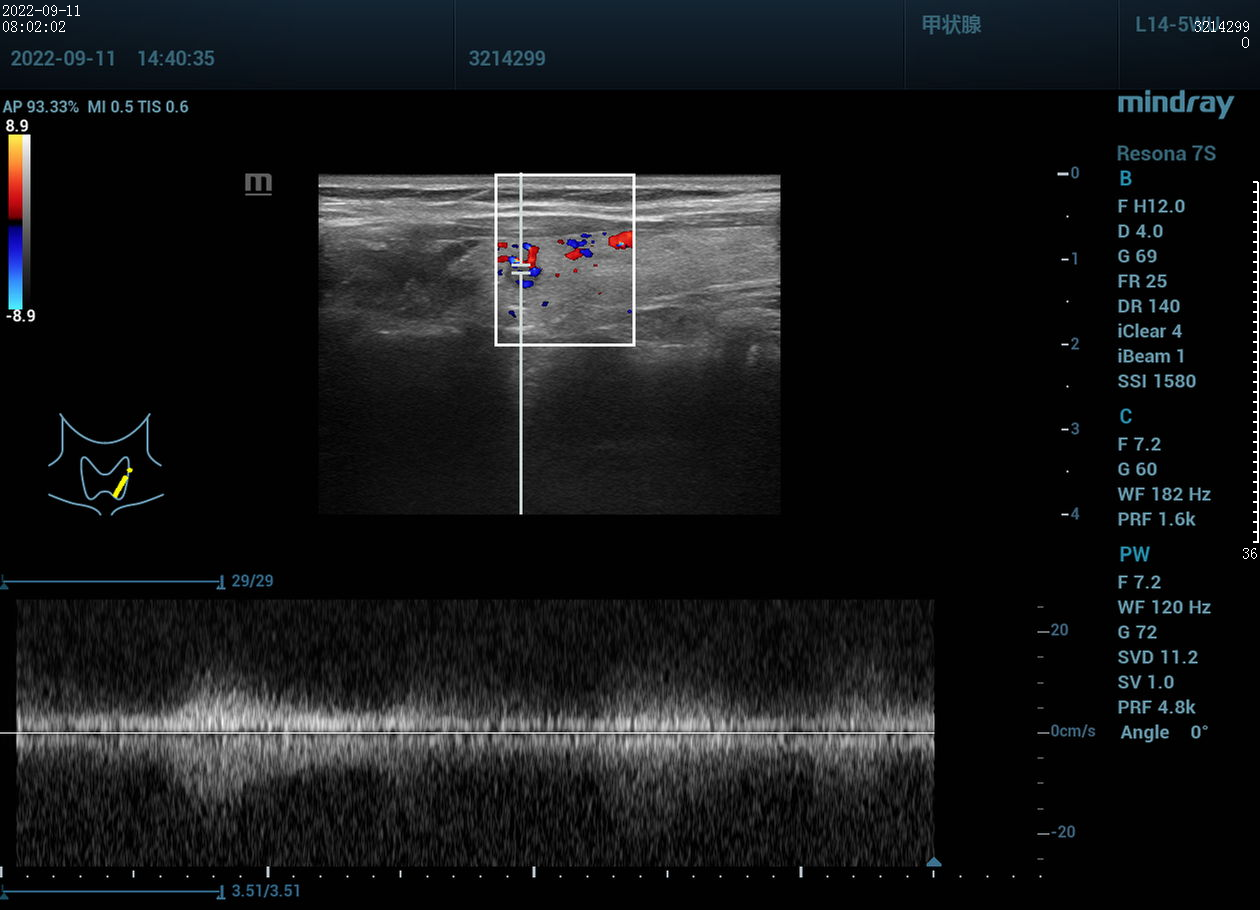 2022-09-11
08:02:02
2022-09-11 14:40:35
3214299
甲状腺
3214299
0
AP 93.33% MI 0.5 TIS 0.6
8.9
-8.9
m
mindray
Resona 7S
B
F H12.0
D 4.0
G 69
FR 25
DR 140
iClear 4
iBeam 1
SSI 1580
C
F 7.2
G 60
WF 182 Hz
PRF 1.6k
PW
F 7.2
WF 120 Hz
G 72
SVD 11.2
SV 1.0
PRF 4.8k
Angle 0°
0
1
2
3
4
36
29/29
20
0cm/s
-20
3.51/3.51